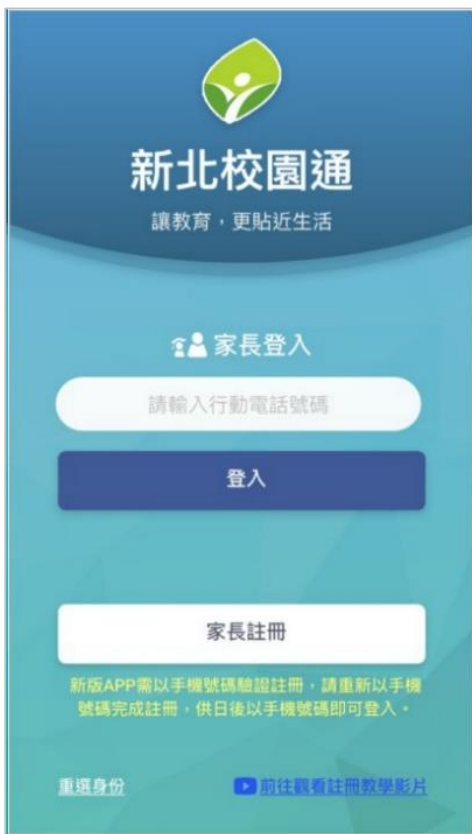 新北校園通
讓教育，更貼近生活
家長登入
請輸入行動電話號碼
登入
家長註冊
新版APP需以手機號碼驗證註冊，請重新以手機
號碼完成註冊，供日後以手機號碼即可登入。
重選身份
前往觀看註冊教學影片